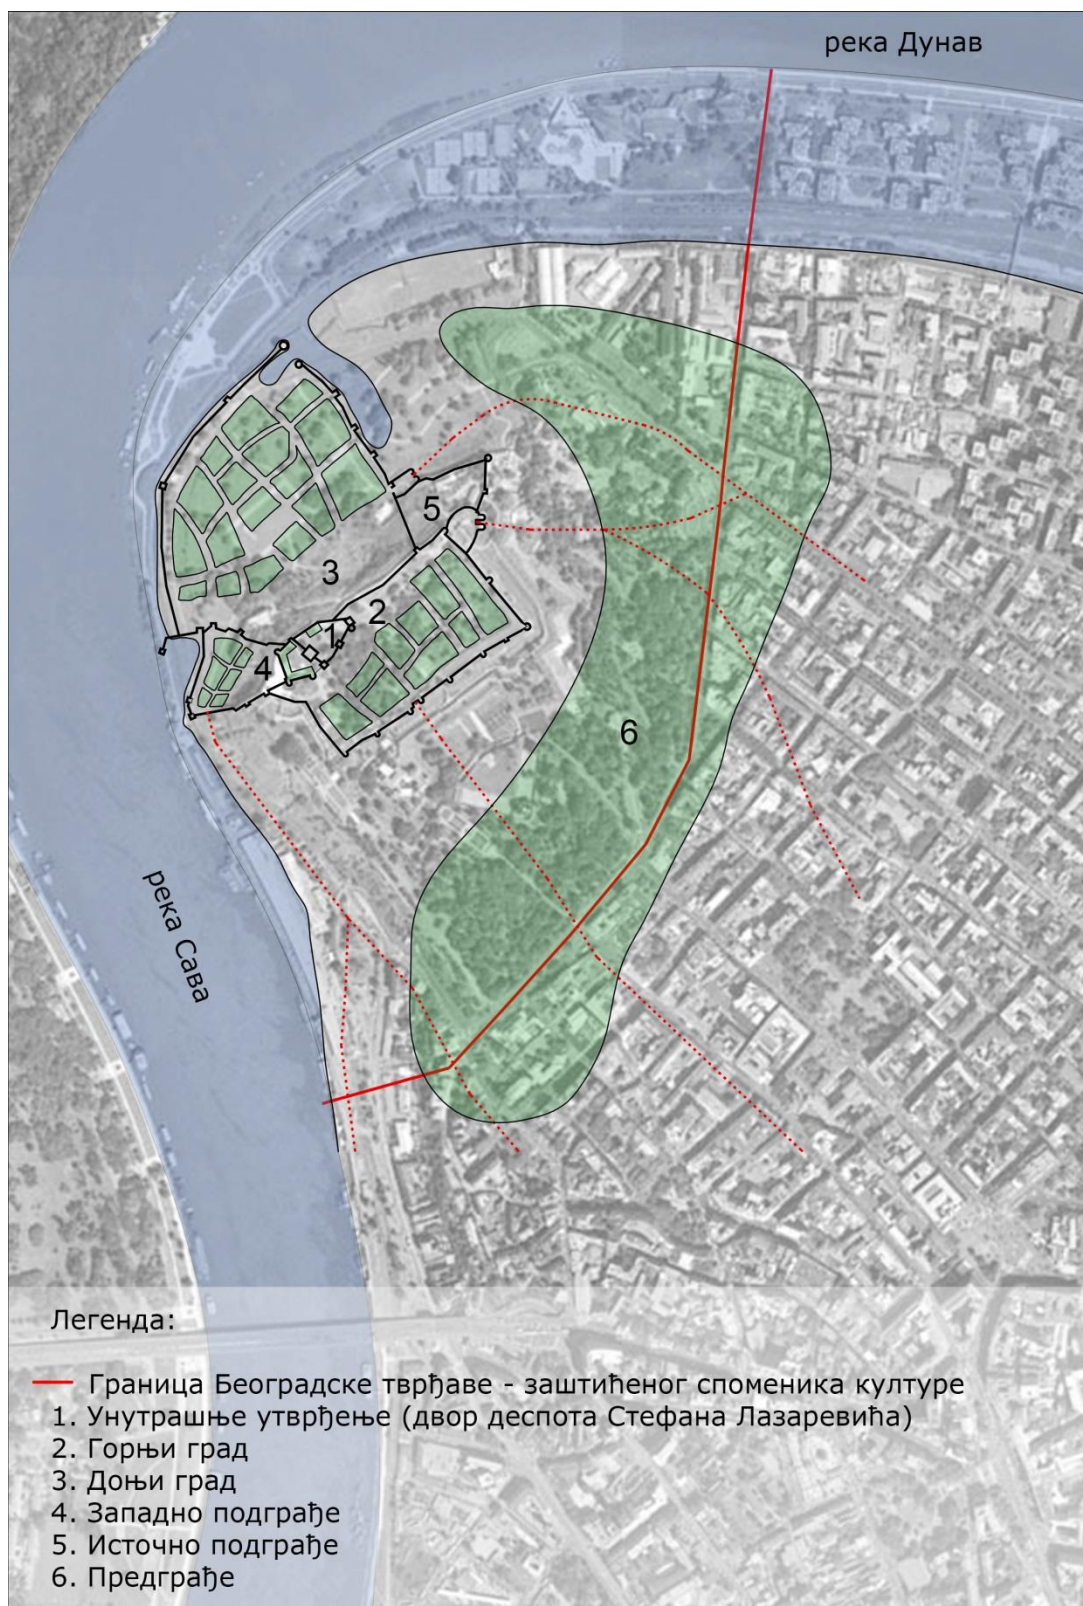 река Дунав
5
3
2
1
4
6
река Сава
Легенда:
Граница Београдске тврђаве - заштићеног споменика културе
1. Унутрашње утврђење (двор деспота Стефана Лазаревића)
2. Горњи град
3. Доњи град
4. Западно подграђе
5. Источно подграђе
6. Предграђе